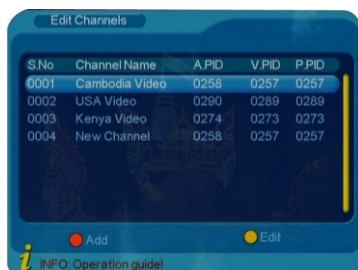 Edit Channels
S.No Channel Name A.PID V.PID P.PID
0001 Cambodia Video 0258 0257 0257
0002 USA Video 0290 0289 0289
0003 Kenya Video 0274 0273 0273
0004 New Channel 0258 0257 0257
Add Edit
i INFO: Operation guide!